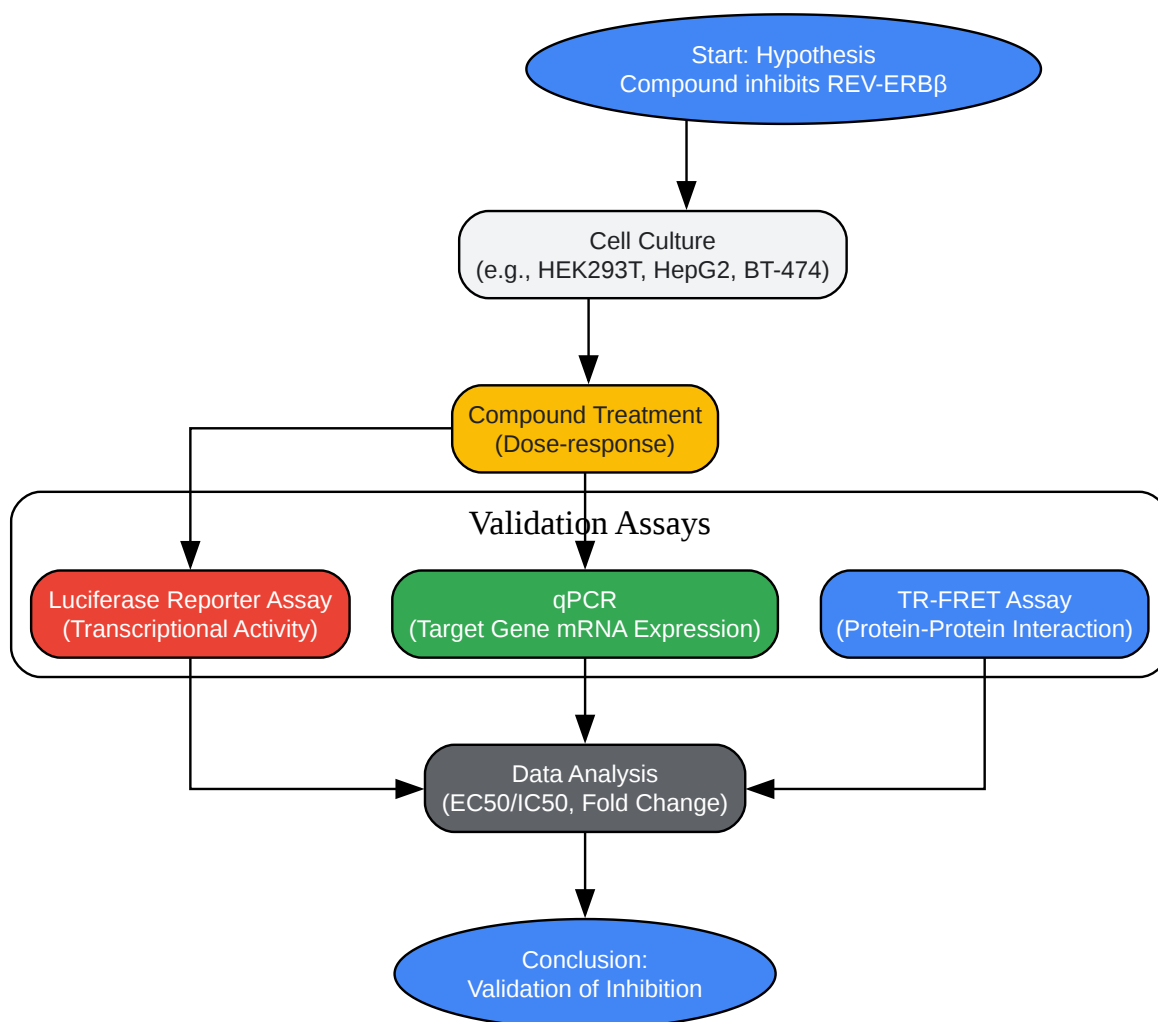 Start: Hypothesis
Compound inhibits REV-ERBβ
Cell Culture
(e.g., HEK293T, HepG2, BT-474)
Compound Treatment
(Dose-response)
Validation Assays
Luciferase Reporter Assay
(Transcriptional Activity)
qPCR
(Target Gene mRNA Expression)
TR-FRET Assay
(Protein-Protein Interaction)
Data Analysis
(EC50/IC50, Fold Change)
Conclusion:
Validation of Inhibition